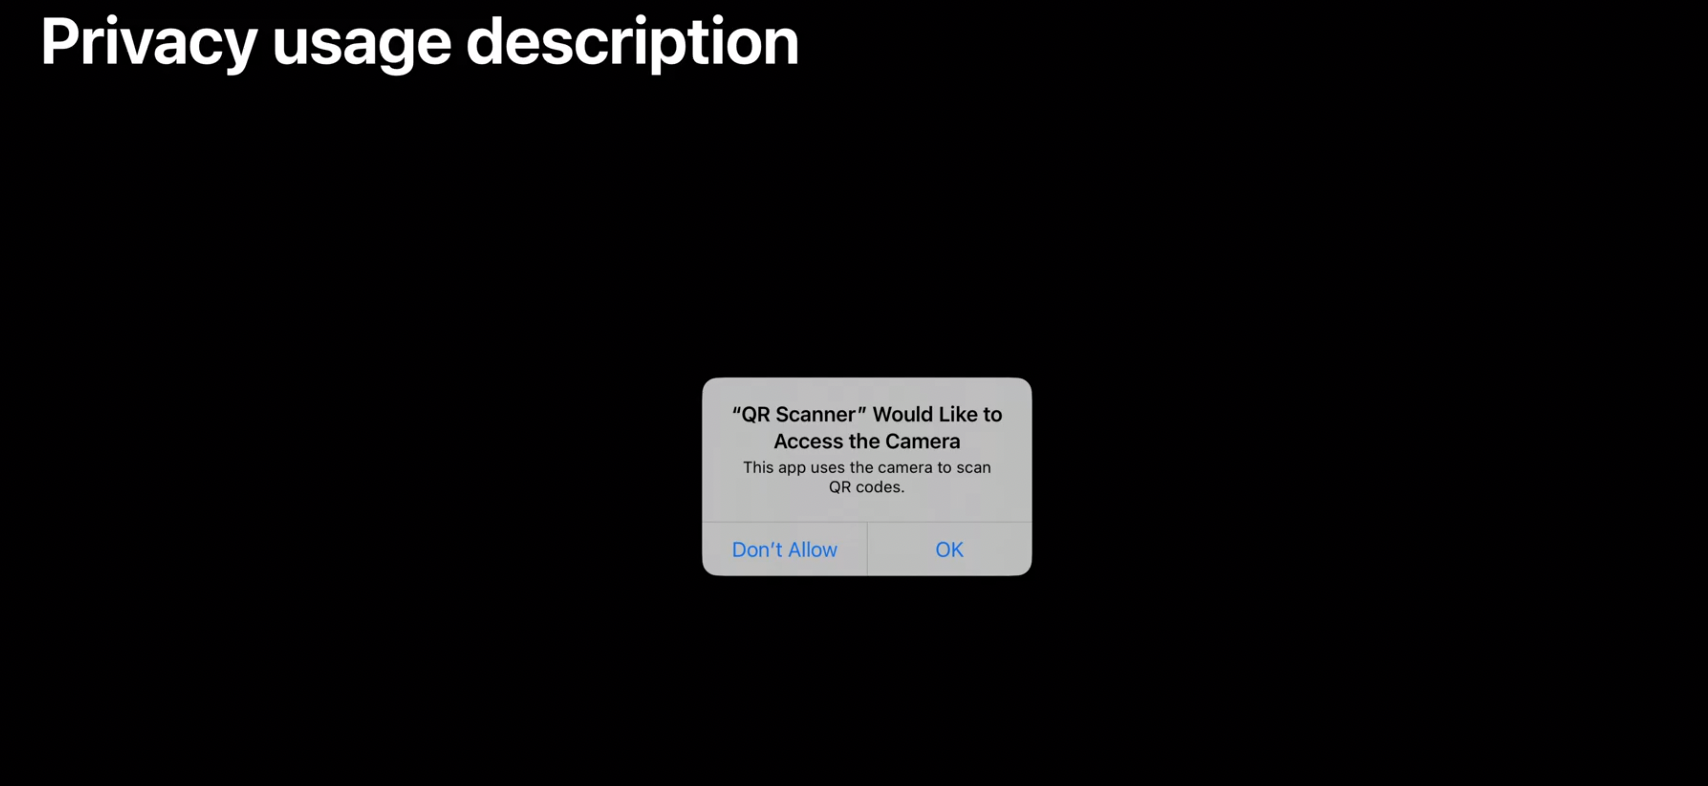 Privacy usage description
“QR Scanner” Would Like to
Access the Camera
This app uses the camera to scan
QR codes.
Don’t Allow
OK